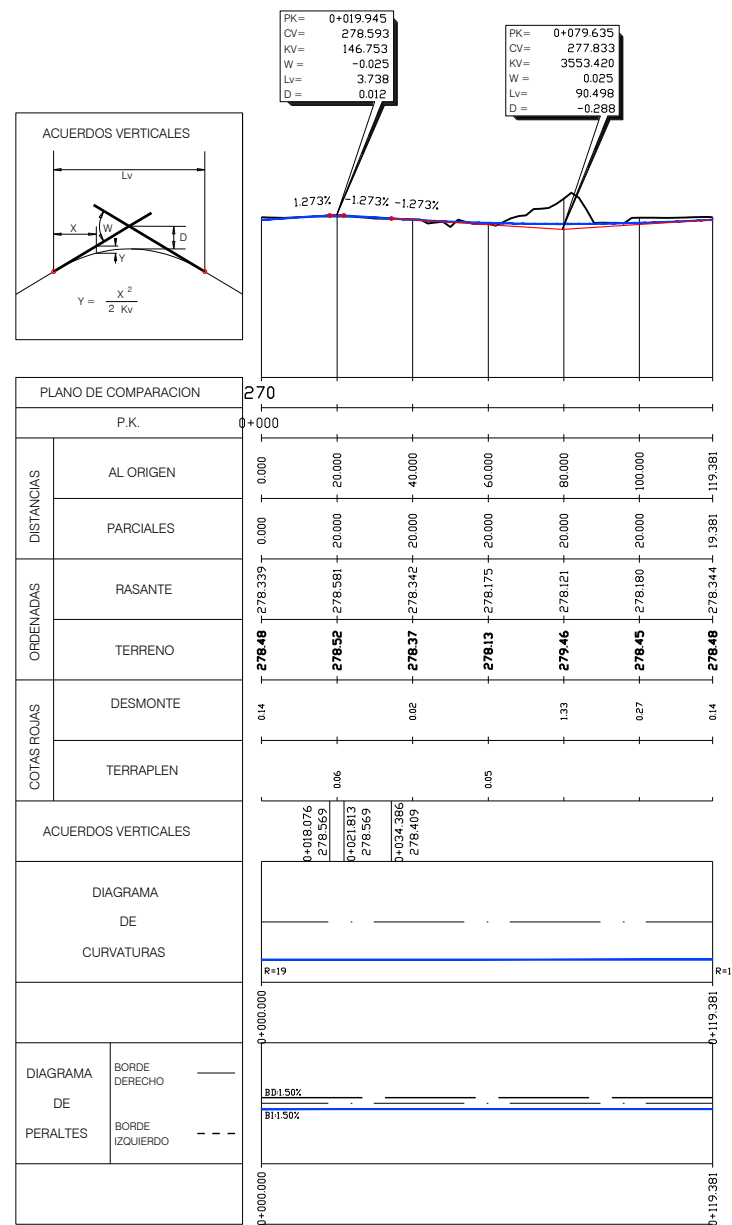 PK= 0+019.945
CV= 278.593
KV= 146.753
W = -0.025
Lv= 3.738
D = 0.012
PK= 0+079.635
CV= 277.833
KV= 3553.420
W = 0.025
Lv= 90.498
D = -0.288
ACUERDOS VERTICALES
Lv
X
W
D
Y
Y = X 2
2 Kv
1.273% -1.273% -1.273%
PLANO DE COMPARACION 270
P.K. 0+000
DISTANCIAS
AL ORIGEN 0.000 20.000 40.000 60.000 80.000 100.000 119.381
PARCIALES 0.000 20.000 20.000 20.000 20.000 20.000 19.381
ORDENADAS
RASANTE 278.339 278.581 278.342 278.175 278.121 278.180 278.344
TERRENO 278.48 278.52 278.37 278.13 279.46 278.45 278.48
COTAS ROJAS
DESMONTE 0.14 0.02 1.33 0.27 0.14
TERRAPLEN 0.06 0.05
ACUERDOS VERTICALES
0+018.076
278.569
0+021.813
278.569
0+034.386
278.409
DIAGRAMA
DE
CURVATURAS
R=19 R=1
0+000.000 0+119.381
DIAGRAMA
DE
PERALTES
BORDE
DERECHO
BORDE
IZQUIERDO
BD:1.50%
BI:1.50%
0+000.000 0+119.381